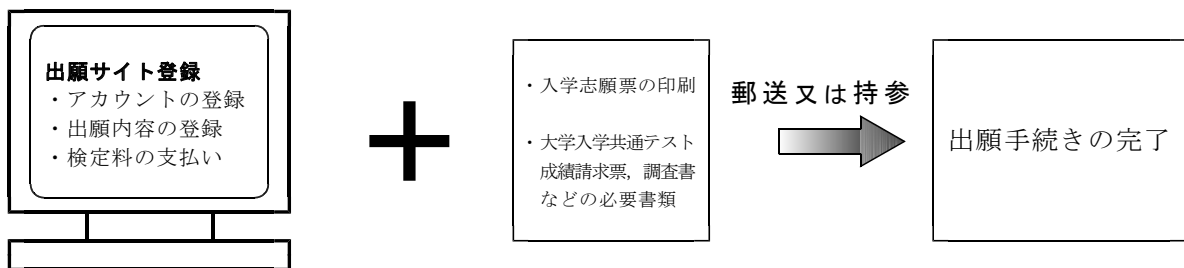 出願サイト登録
・アカウントの登録
・出願内容の登録
・検定料の支払い
・入学志願票の印刷
・大学入学共通テスト
成績請求票，調査書
などの必要書類
郵送又は持参
出願手続きの完了